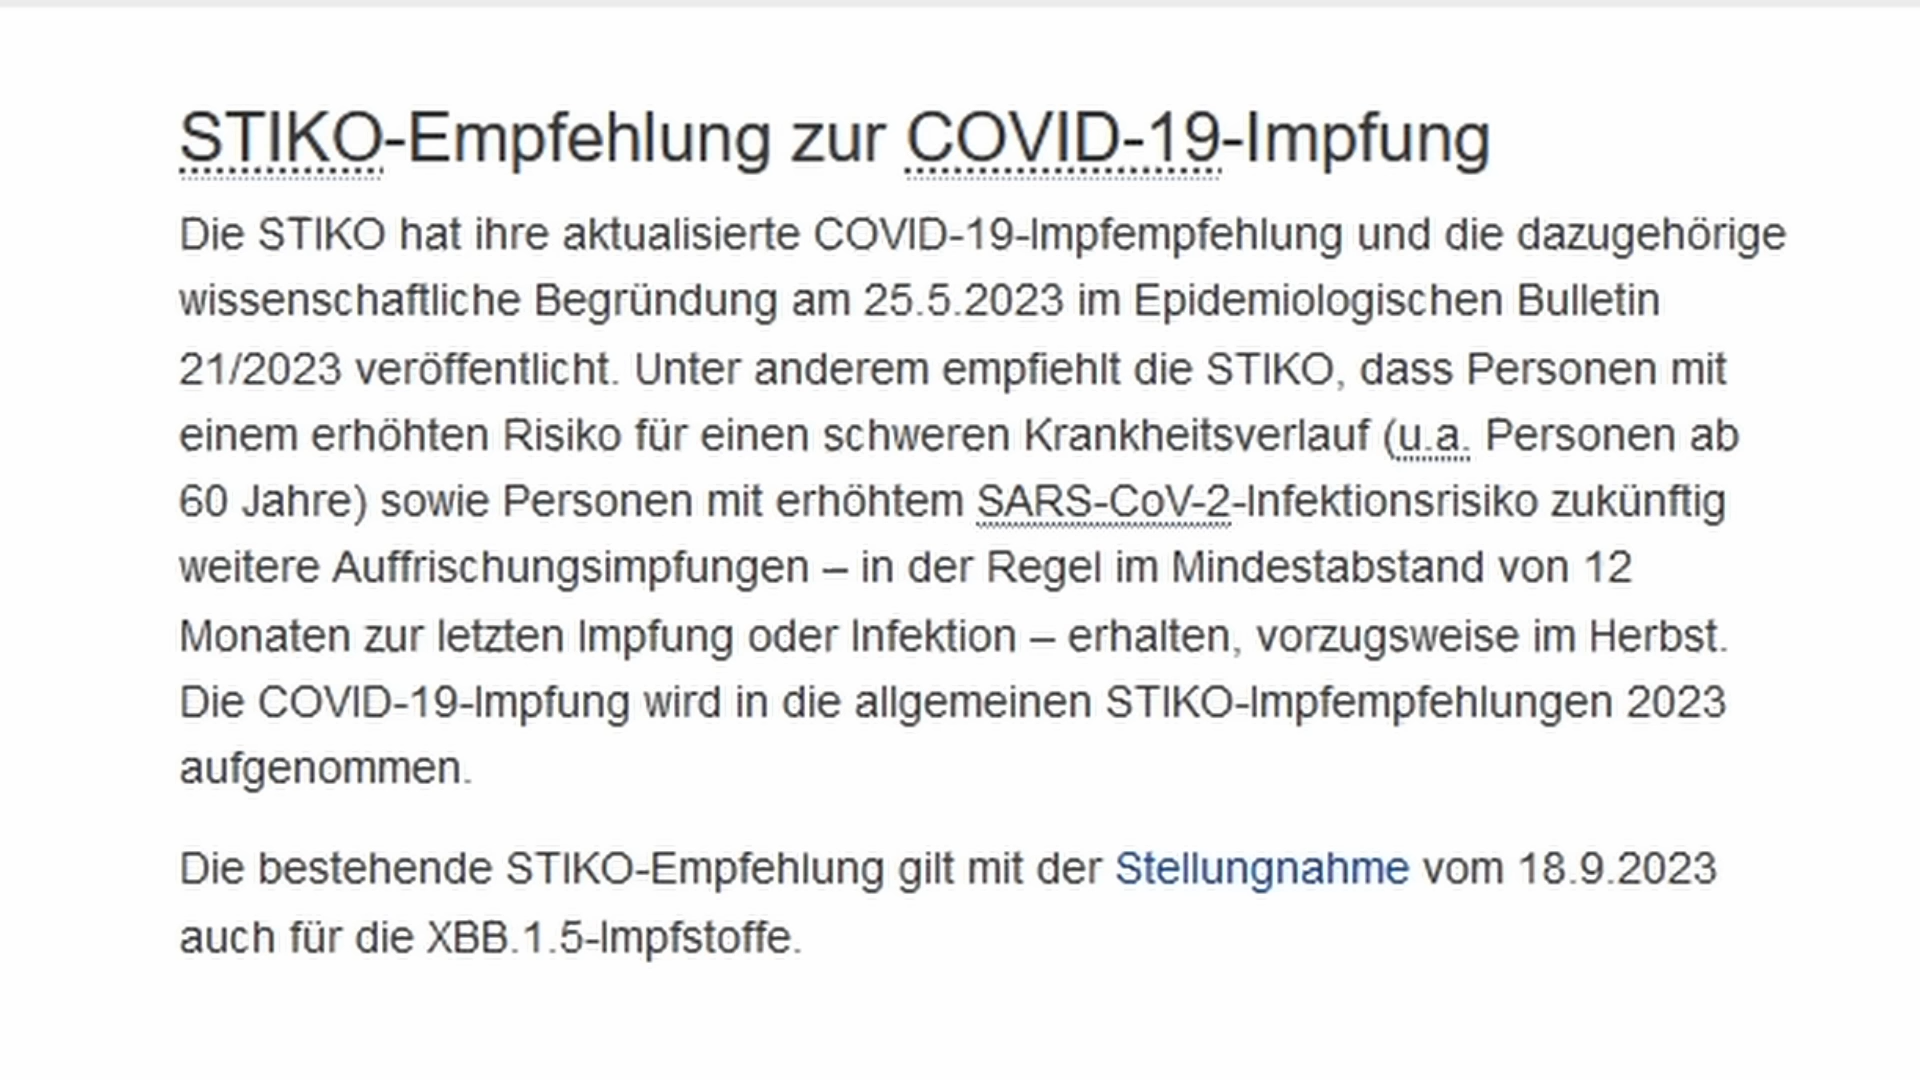 STIKO-Empfehlung zur COVID-19-Impfung
Die STIKO hat ihre aktualisierte COVID-19-Impfempfehlung und die dazugehörige
wissenschaftliche Begründung am 25.5.2023 im Epidemiologischen Bulletin
21/2023 veröffentlicht. Unter anderem empfiehlt die STIKO, dass Personen mit
einem erhöhten Risiko für einen schweren Krankheitsverlauf (u.a. Personen ab
60 Jahre) sowie Personen mit erhöhtem SARS-CoV-2-Infektionsrisiko zukünftig
weitere Auffrischungsimpfungen – in der Regel im Mindestabstand von 12
Monaten zur letzten Impfung oder Infektion – erhalten, vorzugsweise im Herbst.
Die COVID-19-Impfung wird in die allgemeinen STIKO-Impfempfehlungen 2023
aufgenommen.
Die bestehende STIKO-Empfehlung gilt mit der Stellungnahme vom 18.9.2023
auch für die XBB.1.5-Impfstoffe.